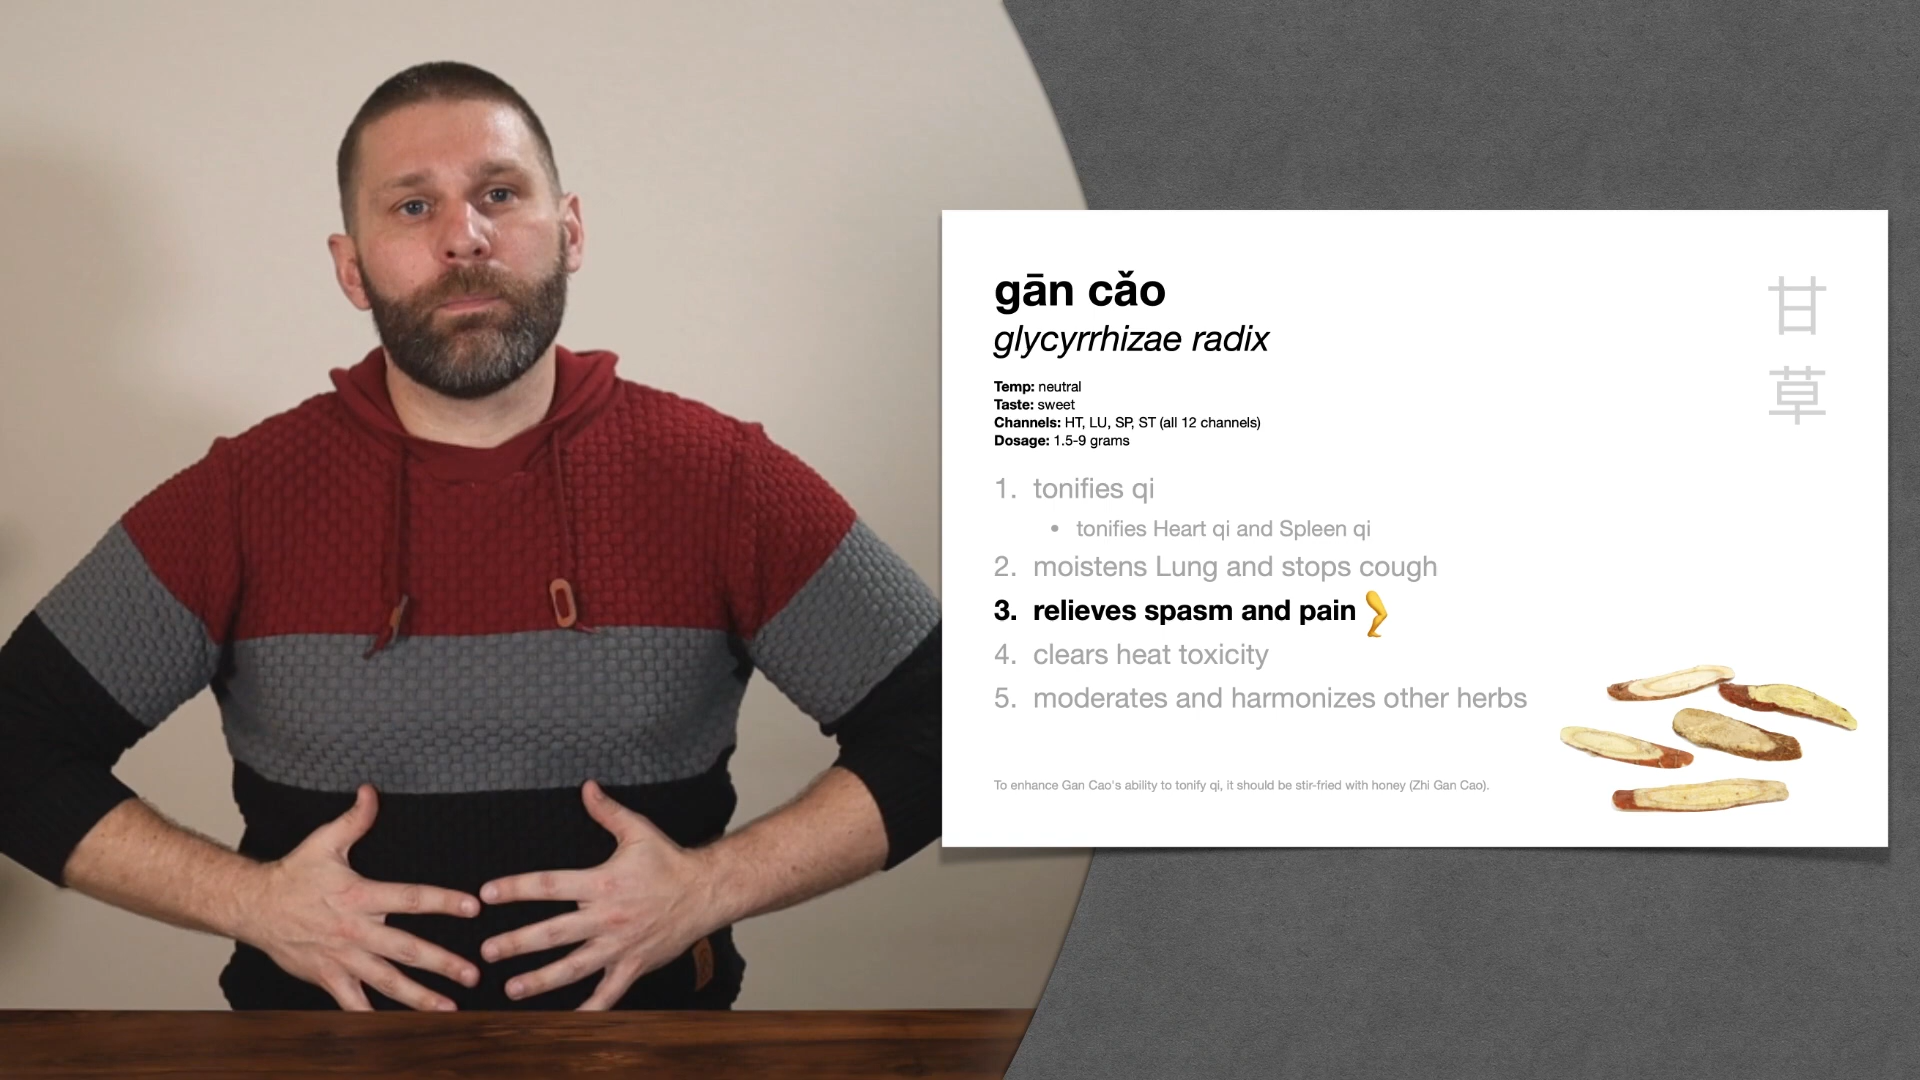 gān cǎo
glycyrrhizae radix
甘
草
Temp: neutral
Taste: sweet
Channels: HT, LU, SP, ST (all 12 channels)
Dosage: 1.5-9 grams
1. tonifies qi
• tonifies Heart qi and Spleen qi
2. moistens Lung and stops cough
3. relieves spasm and pain
4. clears heat toxicity
5. moderates and harmonizes other herbs
To enhance Gan Cao's ability to tonify qi, it should be stir-fried with honey (Zhi Gan Cao).